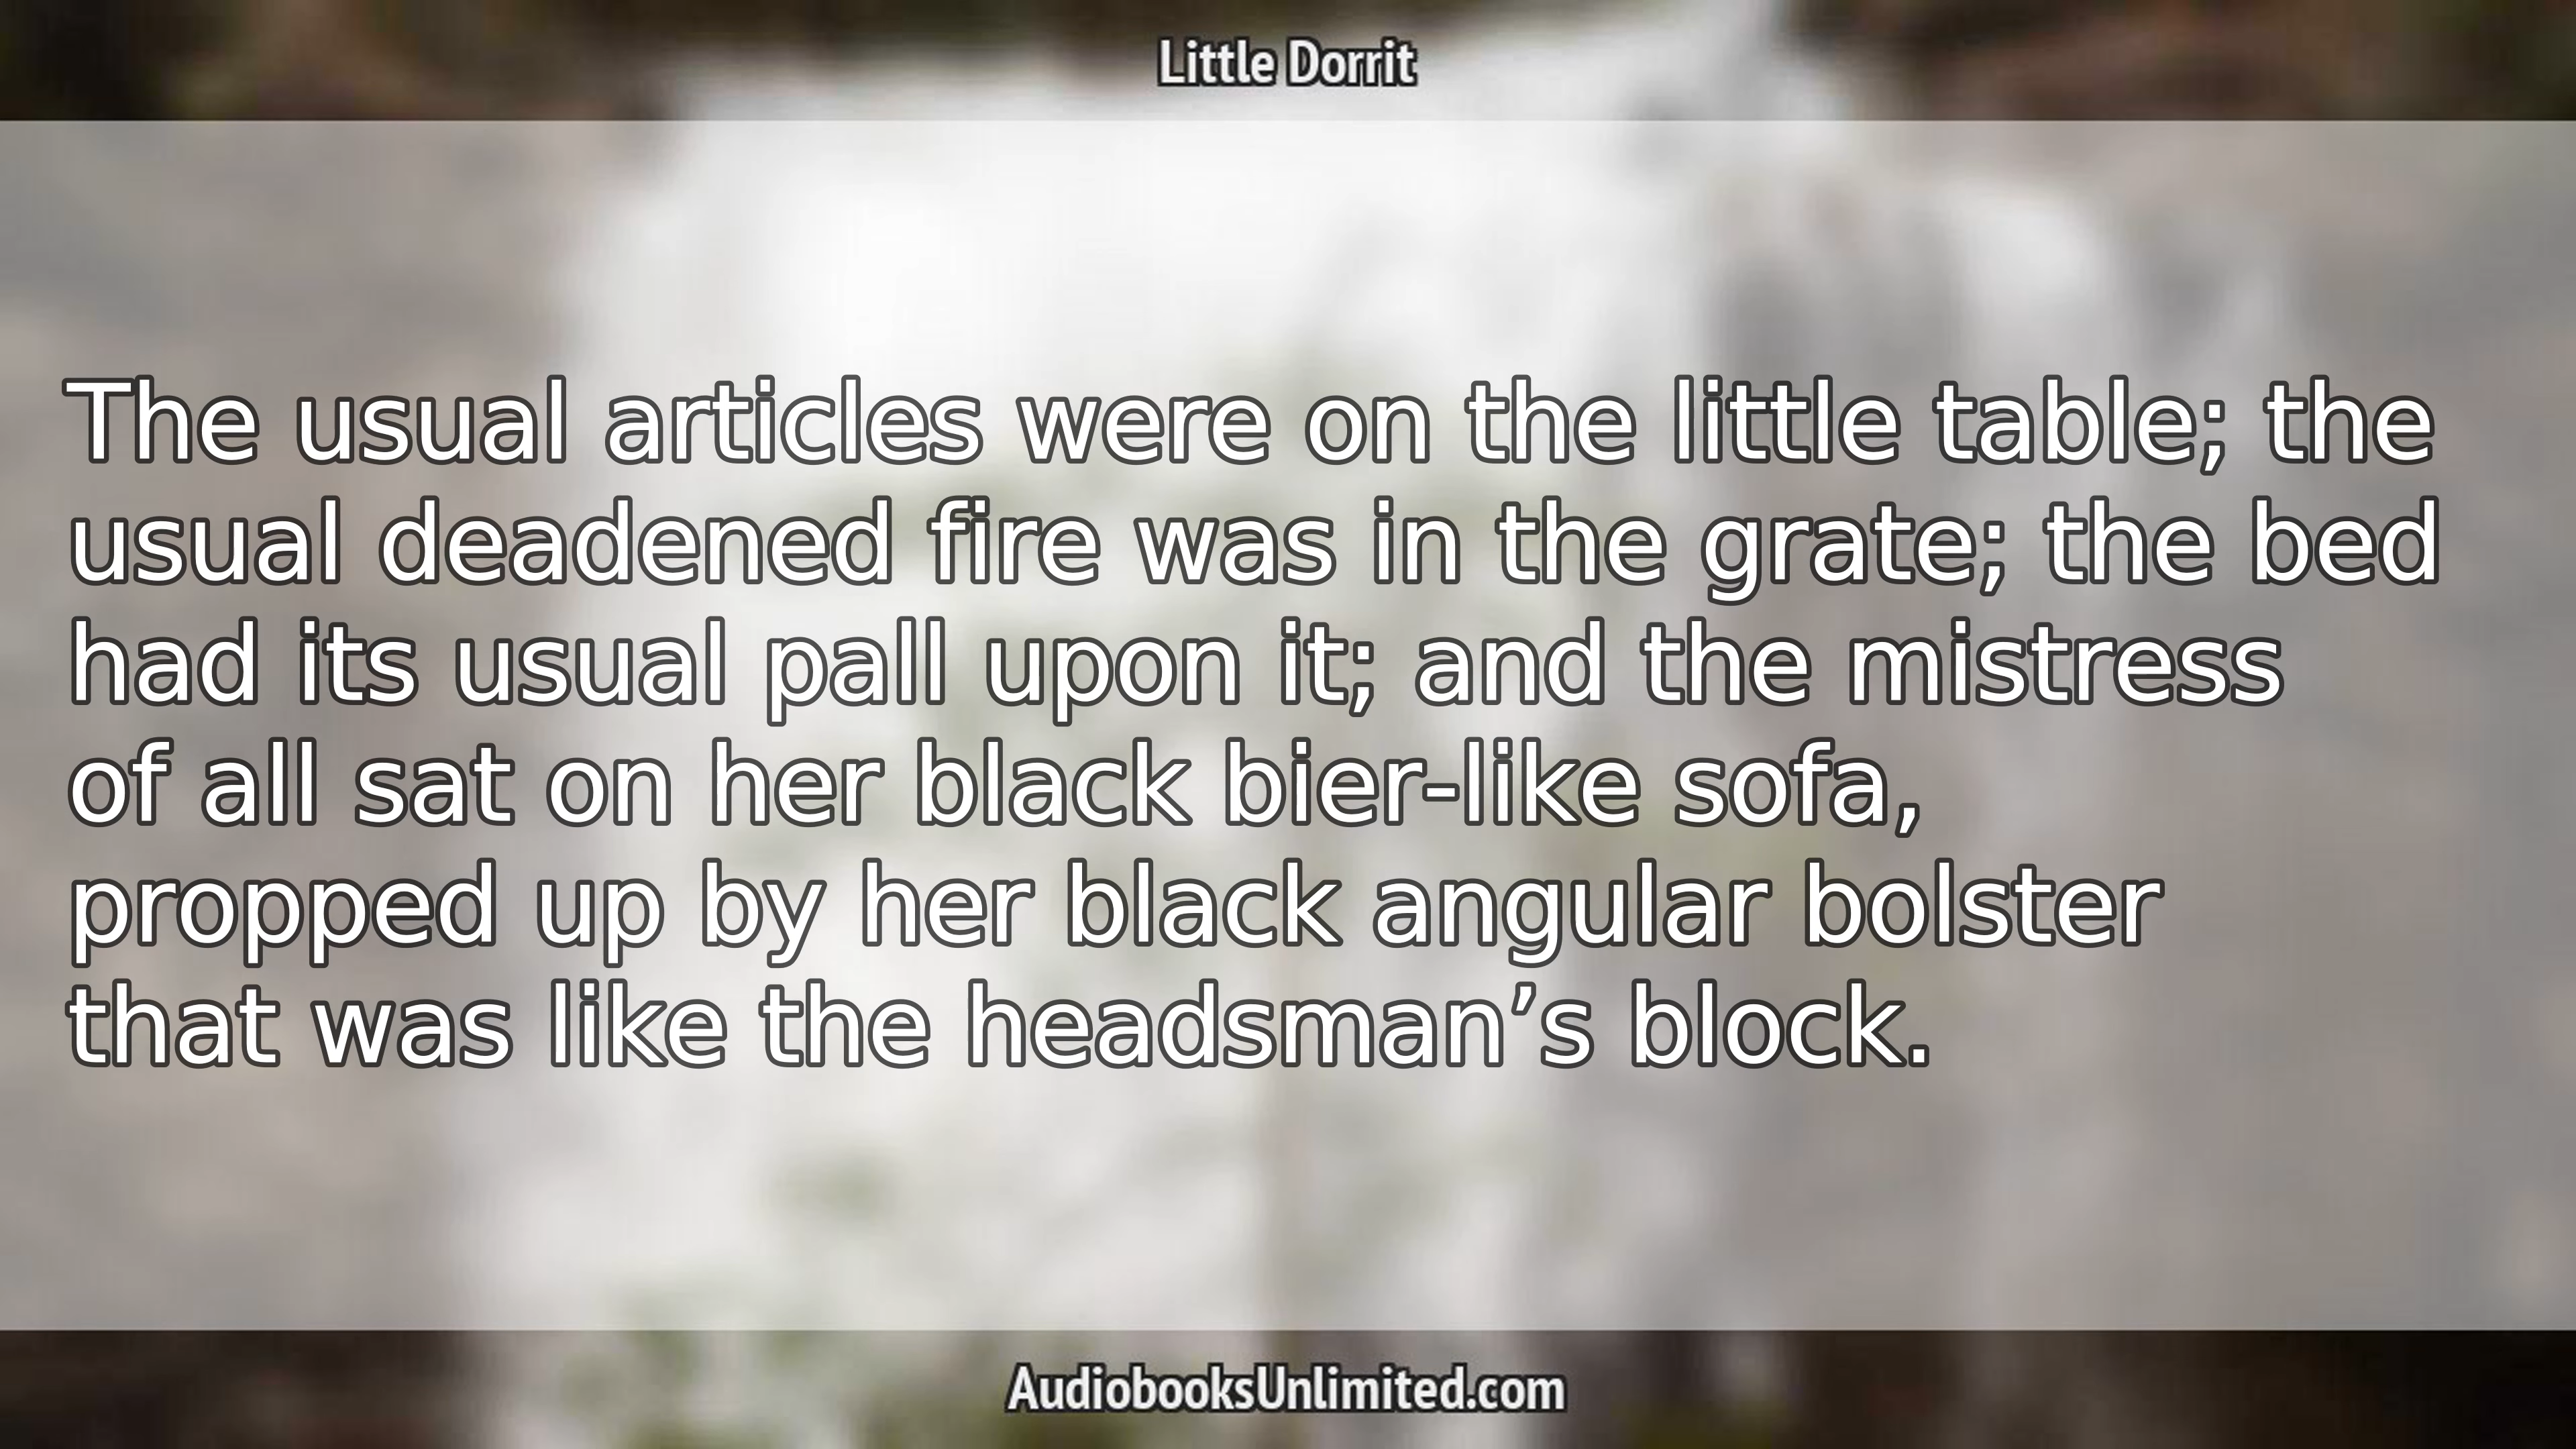 Little Dorrit
The usual articles were on the little table; the
usual deadened fire was in the grate; the bed
had its usual pall upon it; and the mistress
of all sat on her black bier-like sofa,
propped up by her black angular bolster
that was like the headsman’s block.
AudiobooksUnlimited.com